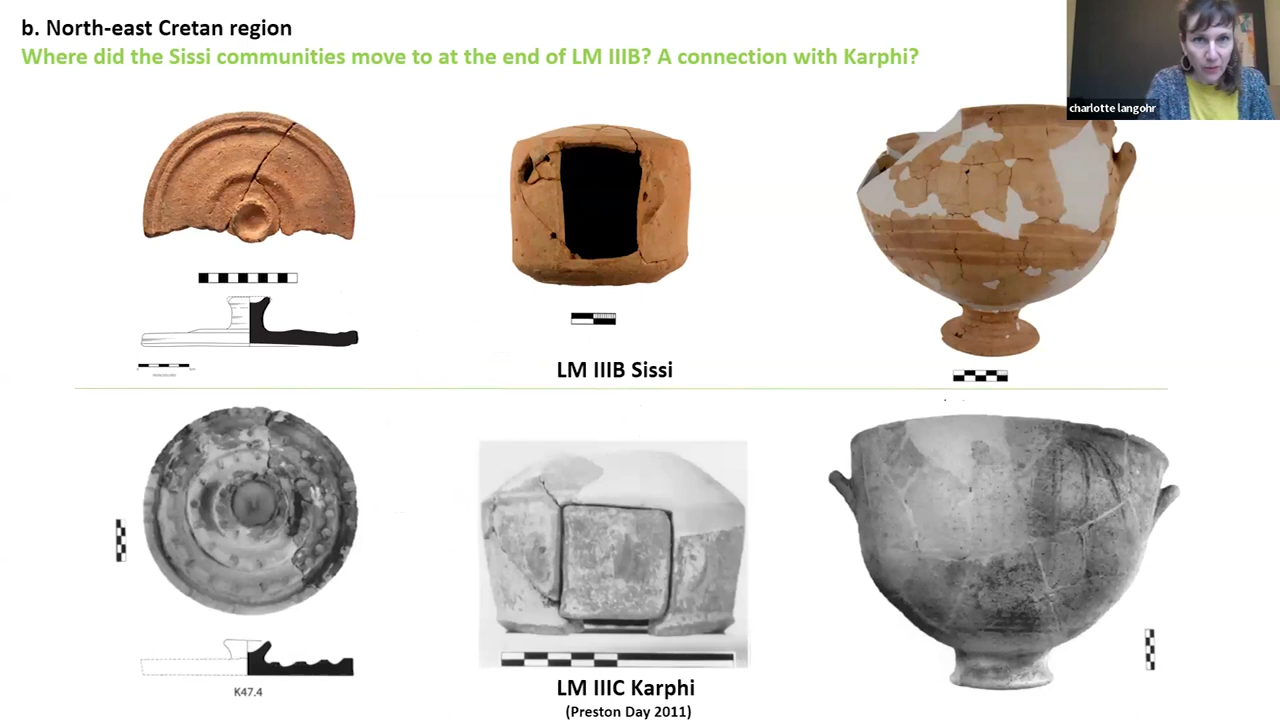 b. North-east Cretan region
Where did the Sissi communities move to at the end of LM IIIB? A connection with Karphi?
charlotte langohr
LM IIIB Sissi
K47.4
LM IIIC Karphi
(Preston Day 2011)